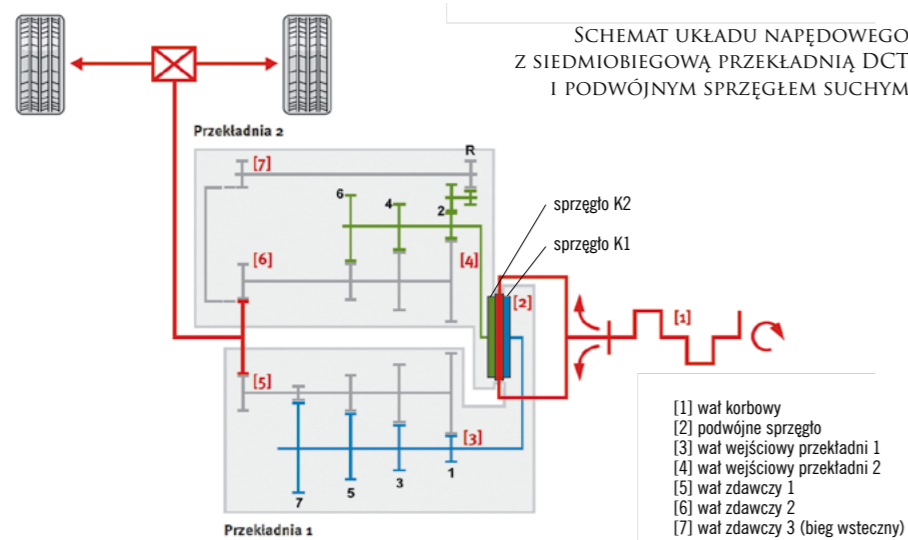 SCHEMAT UKŁADU NAPĘDOWEGO
Z SIEDMIOBIEGOWĄ PRZEKŁADNIĄ DCT
I PODWÓJNYM SPRZĘGŁEM SUCHYM
Przekładnia 2
[7]
R
6
4
2
sprzęgło K2
sprzęgło K1
[6]
[4]
[2]
[1]
[5]
[3]
7
5
3
1
Przekładnia 1
[1] wał korbowy
[2] podwójne sprzęgło
[3] wał wejściowy przekładni 1
[4] wał wejściowy przekładni 2
[5] wał zdawczy 1
[6] wał zdawczy 2
[7] wał zdawczy 3 (bieg wsteczny)